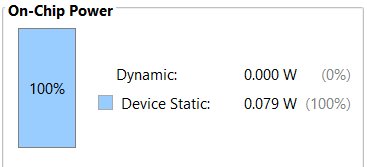 On-Chip Power
Dynamic: 0.000 W (0%)
100%
Device Static: 0.079 W (100%)